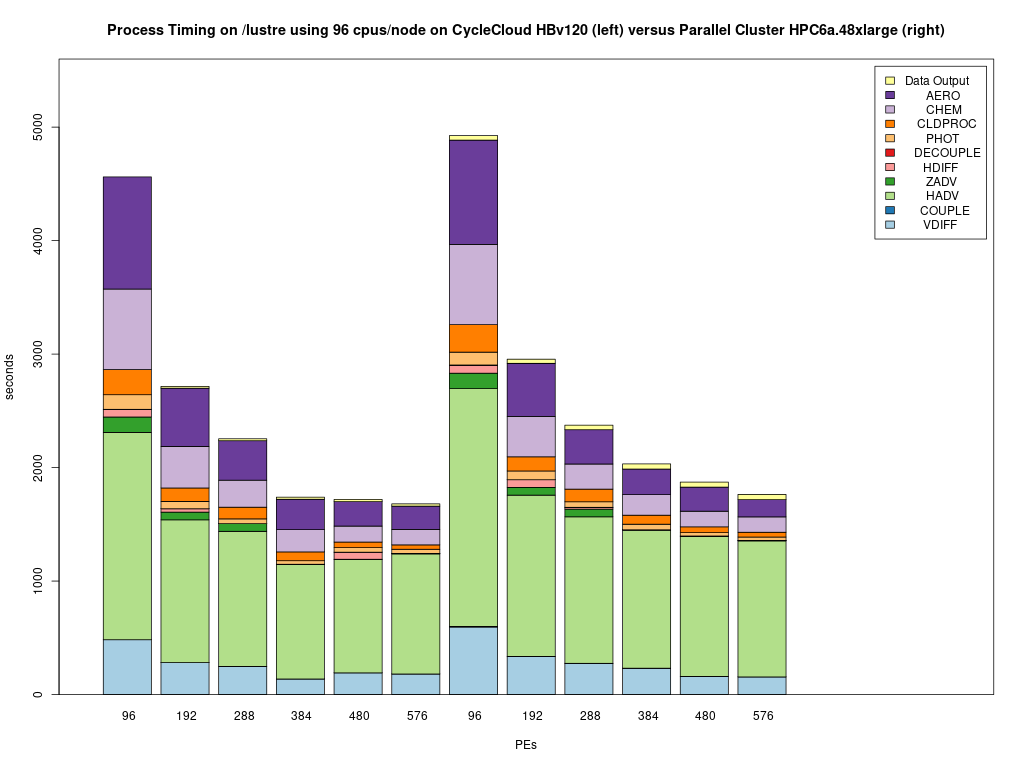 Process Timing on /lustre using 96 cpus/node on CycleCloud HBv120 (left) versus Parallel Cluster HPC6a.48xlarge (right)
Data Output
AERO
CHEM
CLDPROC
PHOT
DECOUPLE
HDIFF
ZADV
HADV
COUPLE
VDIFF
5000
4000
3000
2000
1000
0
seconds
96 192 288 384 480 576 96 192 288 384 480 576
PEs